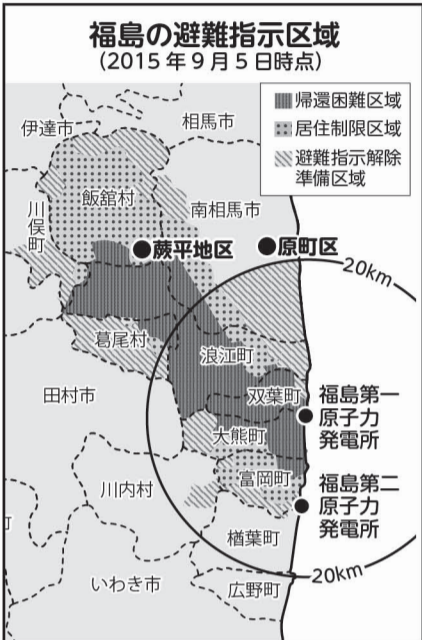 福島の避難指示区域
(2015年9月5日時点)
帰還困難区域
居住制限区域
避難指示解除
準備区域
伊達市
相馬市
飯舘村
川俣町
南相馬市
蕨平地区
原町区
20km
葛尾村
浪江町
双葉町
福島第一
原子力
発電所
田村市
大熊町
富岡町
福島第二
原子力
発電所
川内村
楢葉町
町
いわき市
広野町
20km